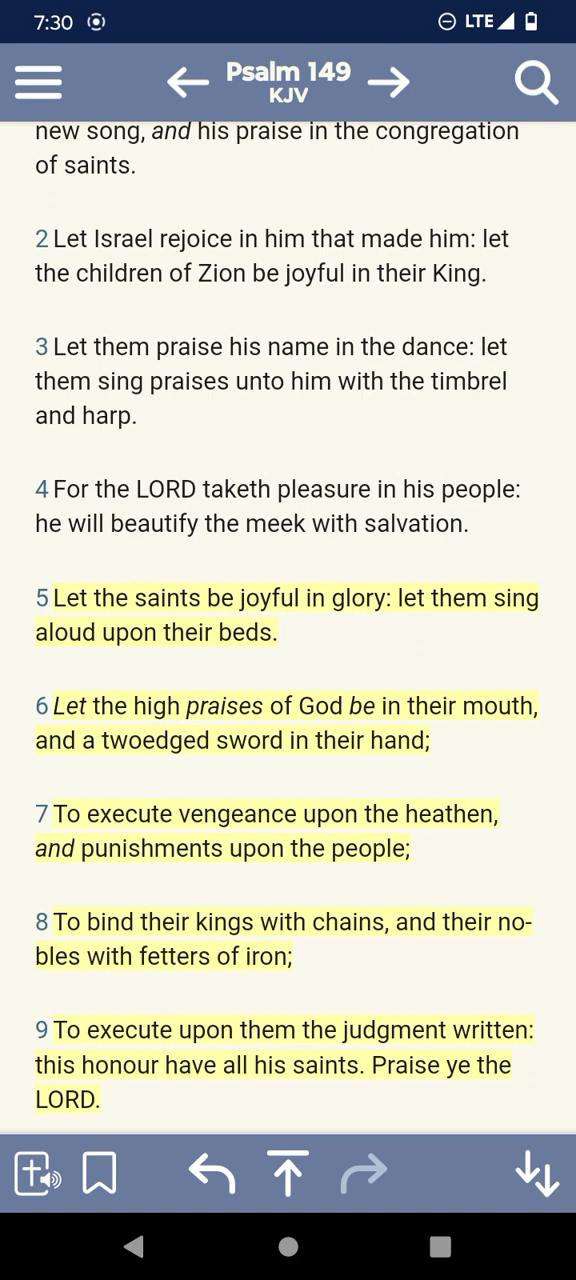 7:30
LTE
Psalm 149
KJV
new song, and his praise in the congregation
of saints.
2 Let Israel rejoice in him that made him: let
the children of Zion be joyful in their King.
3 Let them praise his name in the dance: let
them sing praises unto him with the timbrel
and harp.
4 For the LORD taketh pleasure in his people:
he will beautify the meek with salvation.
5 Let the saints be joyful in glory: let them sing
aloud upon their beds.
6 Let the high praises of God be in their mouth,
and a twoedged sword in their hand;
7 To execute vengeance upon the heathen,
and punishments upon the people;
8 To bind their kings with chains, and their no-
bles with fetters of iron;
9 To execute upon them the judgment written:
this honour have all his saints. Praise ye the
LORD.